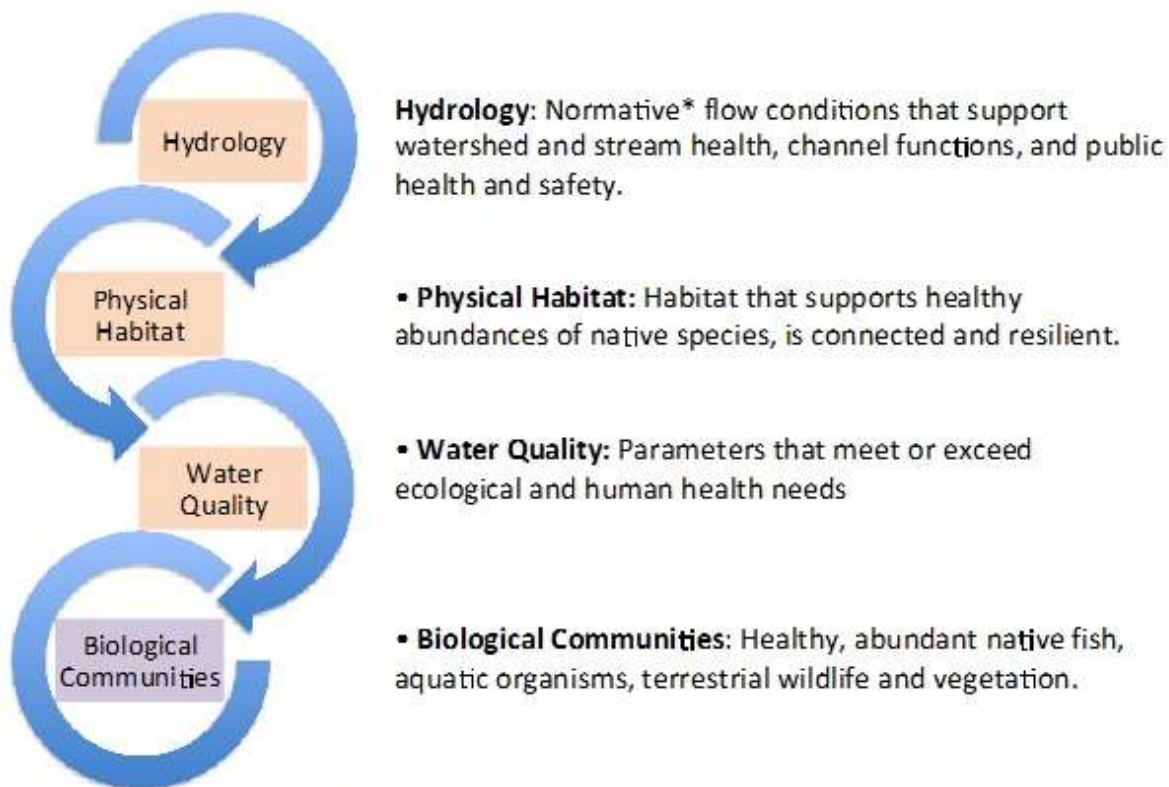 Hydrology
Hydrology: Normative* flow conditions that support
watershed and stream health, channel functions, and public
health and safety.
Physical
Habitat
• Physical Habitat: Habitat that supports healthy
abundances of native species, is connected and resilient.
Water
Quality
• Water Quality: Parameters that meet or exceed
ecological and human health needs
Biological
Communities
• Biological Communities: Healthy, abundant native fish,
aquatic organisms, terrestrial wildlife and vegetation.